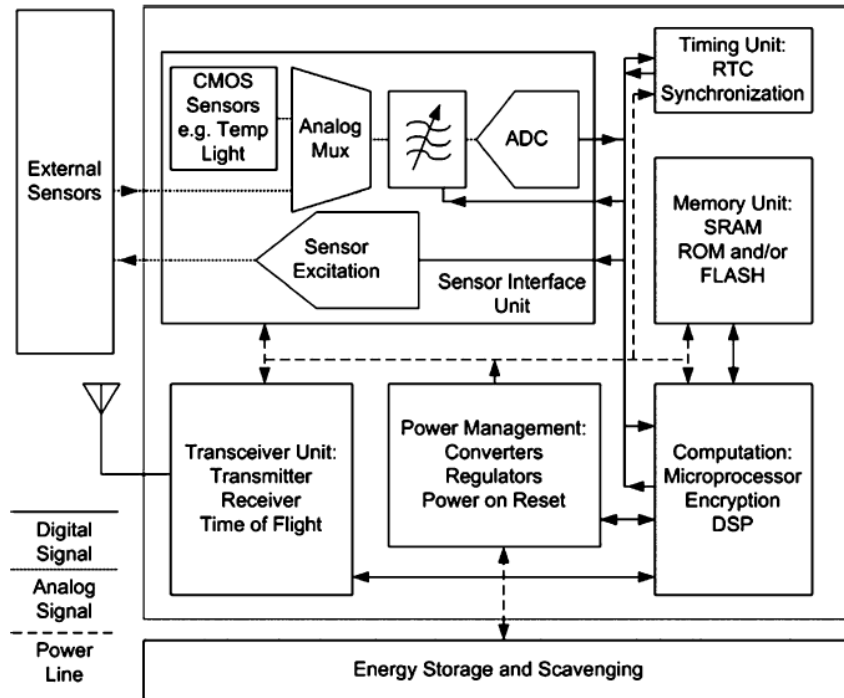 External
Sensors
CMOS
Sensors
e.g. Temp
Light
Analog
Mux
ADC
Sensor
Excitation
Sensor Interface
Unit
Timing Unit:
RTC
Synchronization
Memory Unit:
SRAM
ROM and/or
FLASH
Transceiver Unit:
Transmitter
Receiver
Time of Flight
Power Management:
Converters
Regulators
Power on Reset
Computation:
Microprocessor
Encryption
DSP
Digital
Signal
Analog
Signal
Power
Line
Energy Storage and Scavenging